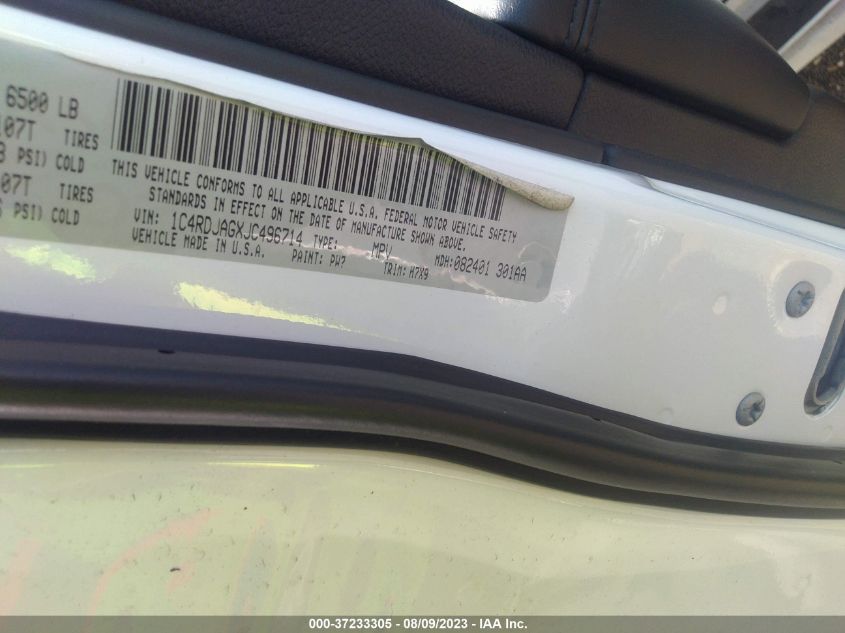 6500 LB
107T TIRES
PSI) COLD
07T TIRES
PSI) COLD
THIS VEHICLE CONFORMS TO ALL APPLICABLE U.S.A. FEDERAL MOTOR VEHICLE SAFETY
STANDARDS IN EFFECT ON THE DATE OF MANUFACTURE SHOWN ABOVE.
VIN: 1C4RDJAGXJC496714 TYPE: MPV MDH:082401 301AA
VEHICLE MADE IN U.S.A. PAINT: PW7 TRIM: H7X9
000-37233305 - 08/09/2023 - IAA Inc.